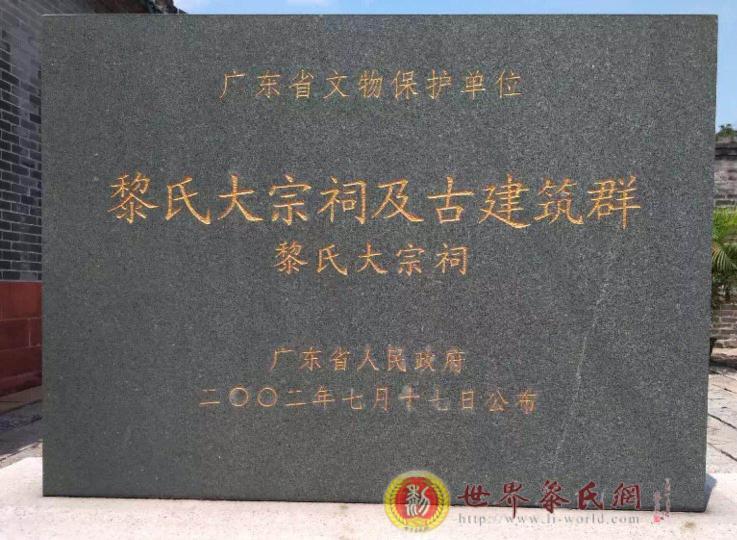 广东省文物保护单位
黎氏大宗祠及古建筑群
黎氏大宗祠
广东省人民政府
二〇〇二年七月十七日公布
世界黎氏網
http://www.li-world.com